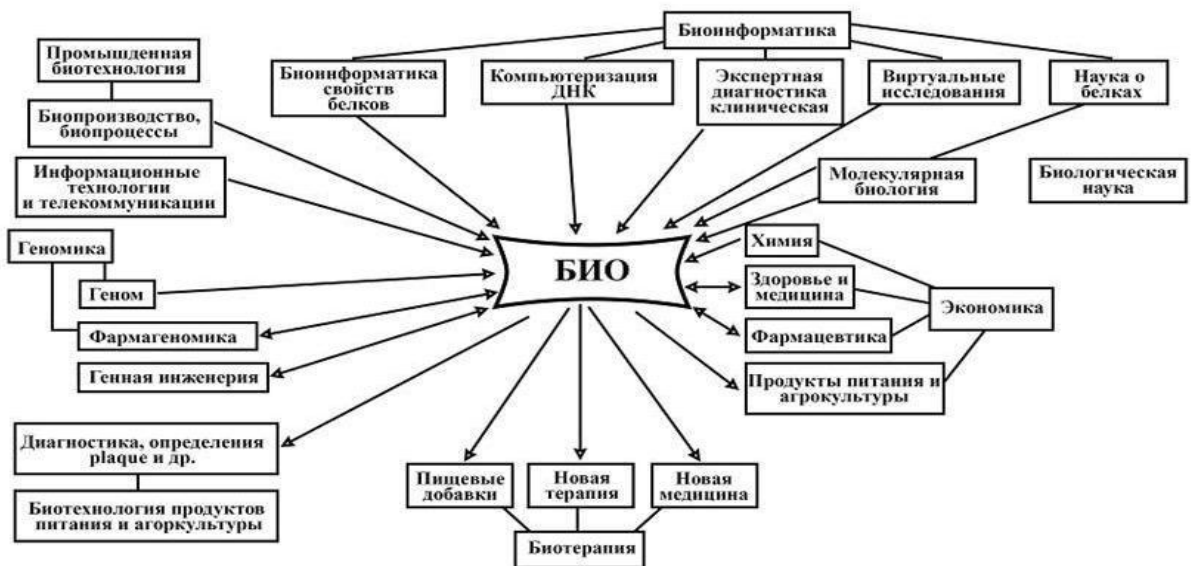 Биоинформатика
Промышденная
биотехнология
Биоинформатика
свойств
белков
Компьютеризация
ДНК
Экспертная
диагностика
клиническая
Виртуальные
исследования
Наука о
белках
Биопроизводство,
биопроцессы
Информационные
технологии
и телекоммуникации
Молекулярная
биология
Биологическая
наука
Геномика
Геном
Фармагеномика
Генная инженерия
БИО
Химия
Здоровье и
медицина
Фармацевтика
Продукты питания и
агрокультуры
Экономика
Диагностика, определения
plaque и др.
Биотехнология продуктов
питания и агоркультуры
Пищевые
добавки
Новая
терапия
Новая
медицина
Биотерапия